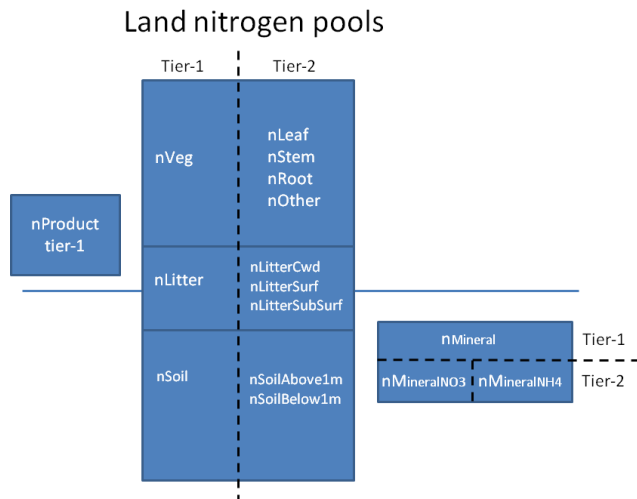 Land nitrogen pools
Tier-1
Tier-2
nVeg
nLeaf
nStem
nRoot
nOther
nProduct
tier-1
nLitter
nLitterCwd
nLitterSurf
nLitterSubSurf
nMineral
Tier-1
nSoil
nSoilAbove1m
nSoilBelow1m
nMineralNO3
nMineralNH4
Tier-2